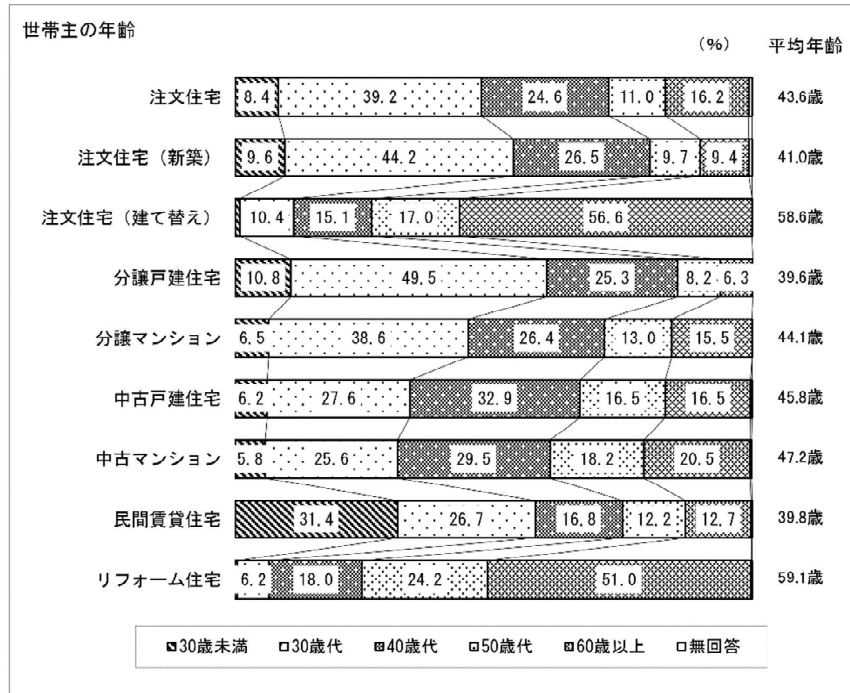 世帯主の年齢
(%) 平均年齢
注文住宅 8.4 39.2 24.6 11.0 16.2 43.6歳
注文住宅（新築） 9.6 44.2 26.5 9.7 9.4 41.0歳
注文住宅（建て替え） 10.4 15.1 17.0 56.6 58.6歳
分譲戸建住宅 10.8 49.5 25.3 8.2 6.3 39.6歳
分譲マンション 6.5 38.6 26.4 13.0 15.5 44.1歳
中古戸建住宅 6.2 27.6 32.9 16.5 16.5 45.8歳
中古マンション 5.8 25.6 29.5 18.2 20.5 47.2歳
民間賃貸住宅 31.4 26.7 16.8 12.2 12.7 39.8歳
リフォーム住宅 6.2 18.0 24.2 51.0 59.1歳
30歳未満 30歳代 40歳代 50歳代 60歳以上 無回答